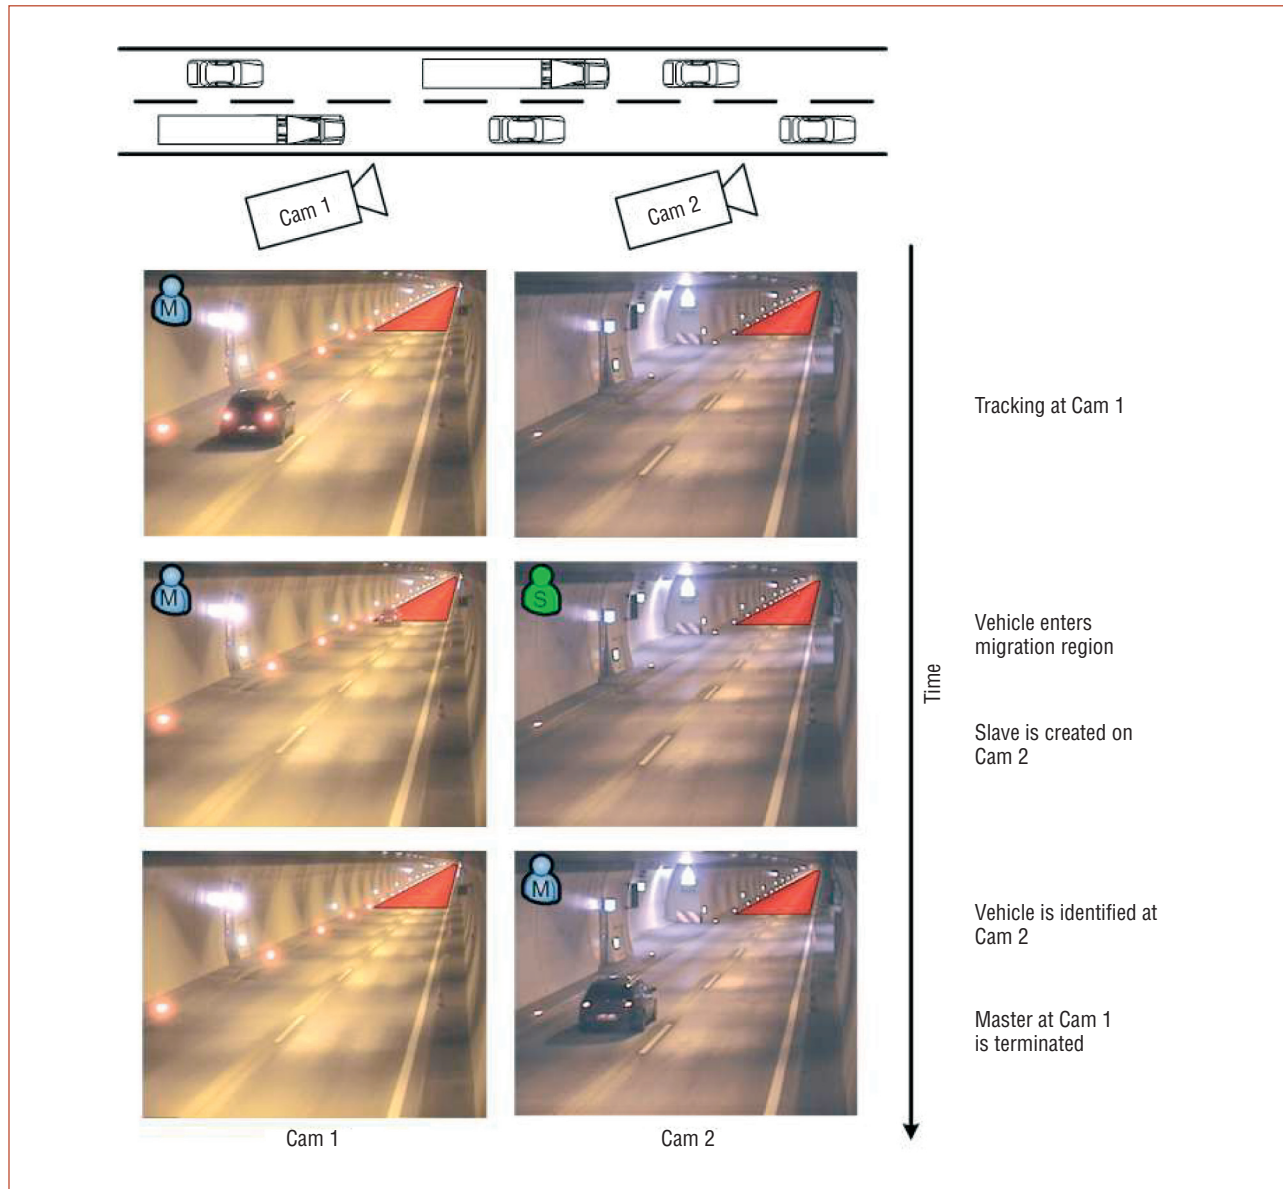 Cam 1
Cam 2
M
Tracking at Cam 1
M
S
Vehicle enters
migration region
Slave is created on
Cam 2
Time
M
Vehicle is identified at
Cam 2
Master at Cam 1
is terminated
Cam 1
Cam 2